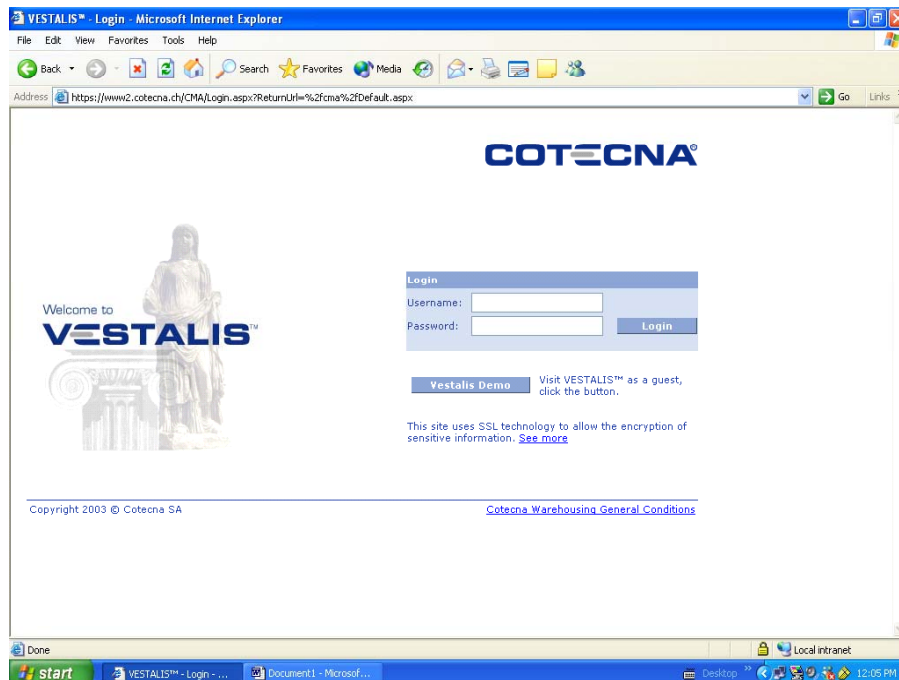 VESTALIS™ - Login - Microsoft Internet Explorer
File Edit View Favorites Tools Help
Back Search Favorites Media
Address https://www2.cotecna.ch/CMA/Login.aspx?ReturnUrl=%2fcma%2fDefault.aspx Go Links
COTECNA®
Login
Username:
Welcome to
VESTALIS™
Password: Login
Vestalis Demo
Visit VESTALIS™ as a guest,
click the button.
This site uses SSL technology to allow the encryption of
sensitive information. See more
Copyright 2003 © Cotecna SA Cotecna Warehousing General Conditions
Done Local intranet
start VESTALIS™ - Login - ... Document1 - Microsof... Desktop 12:05 PM